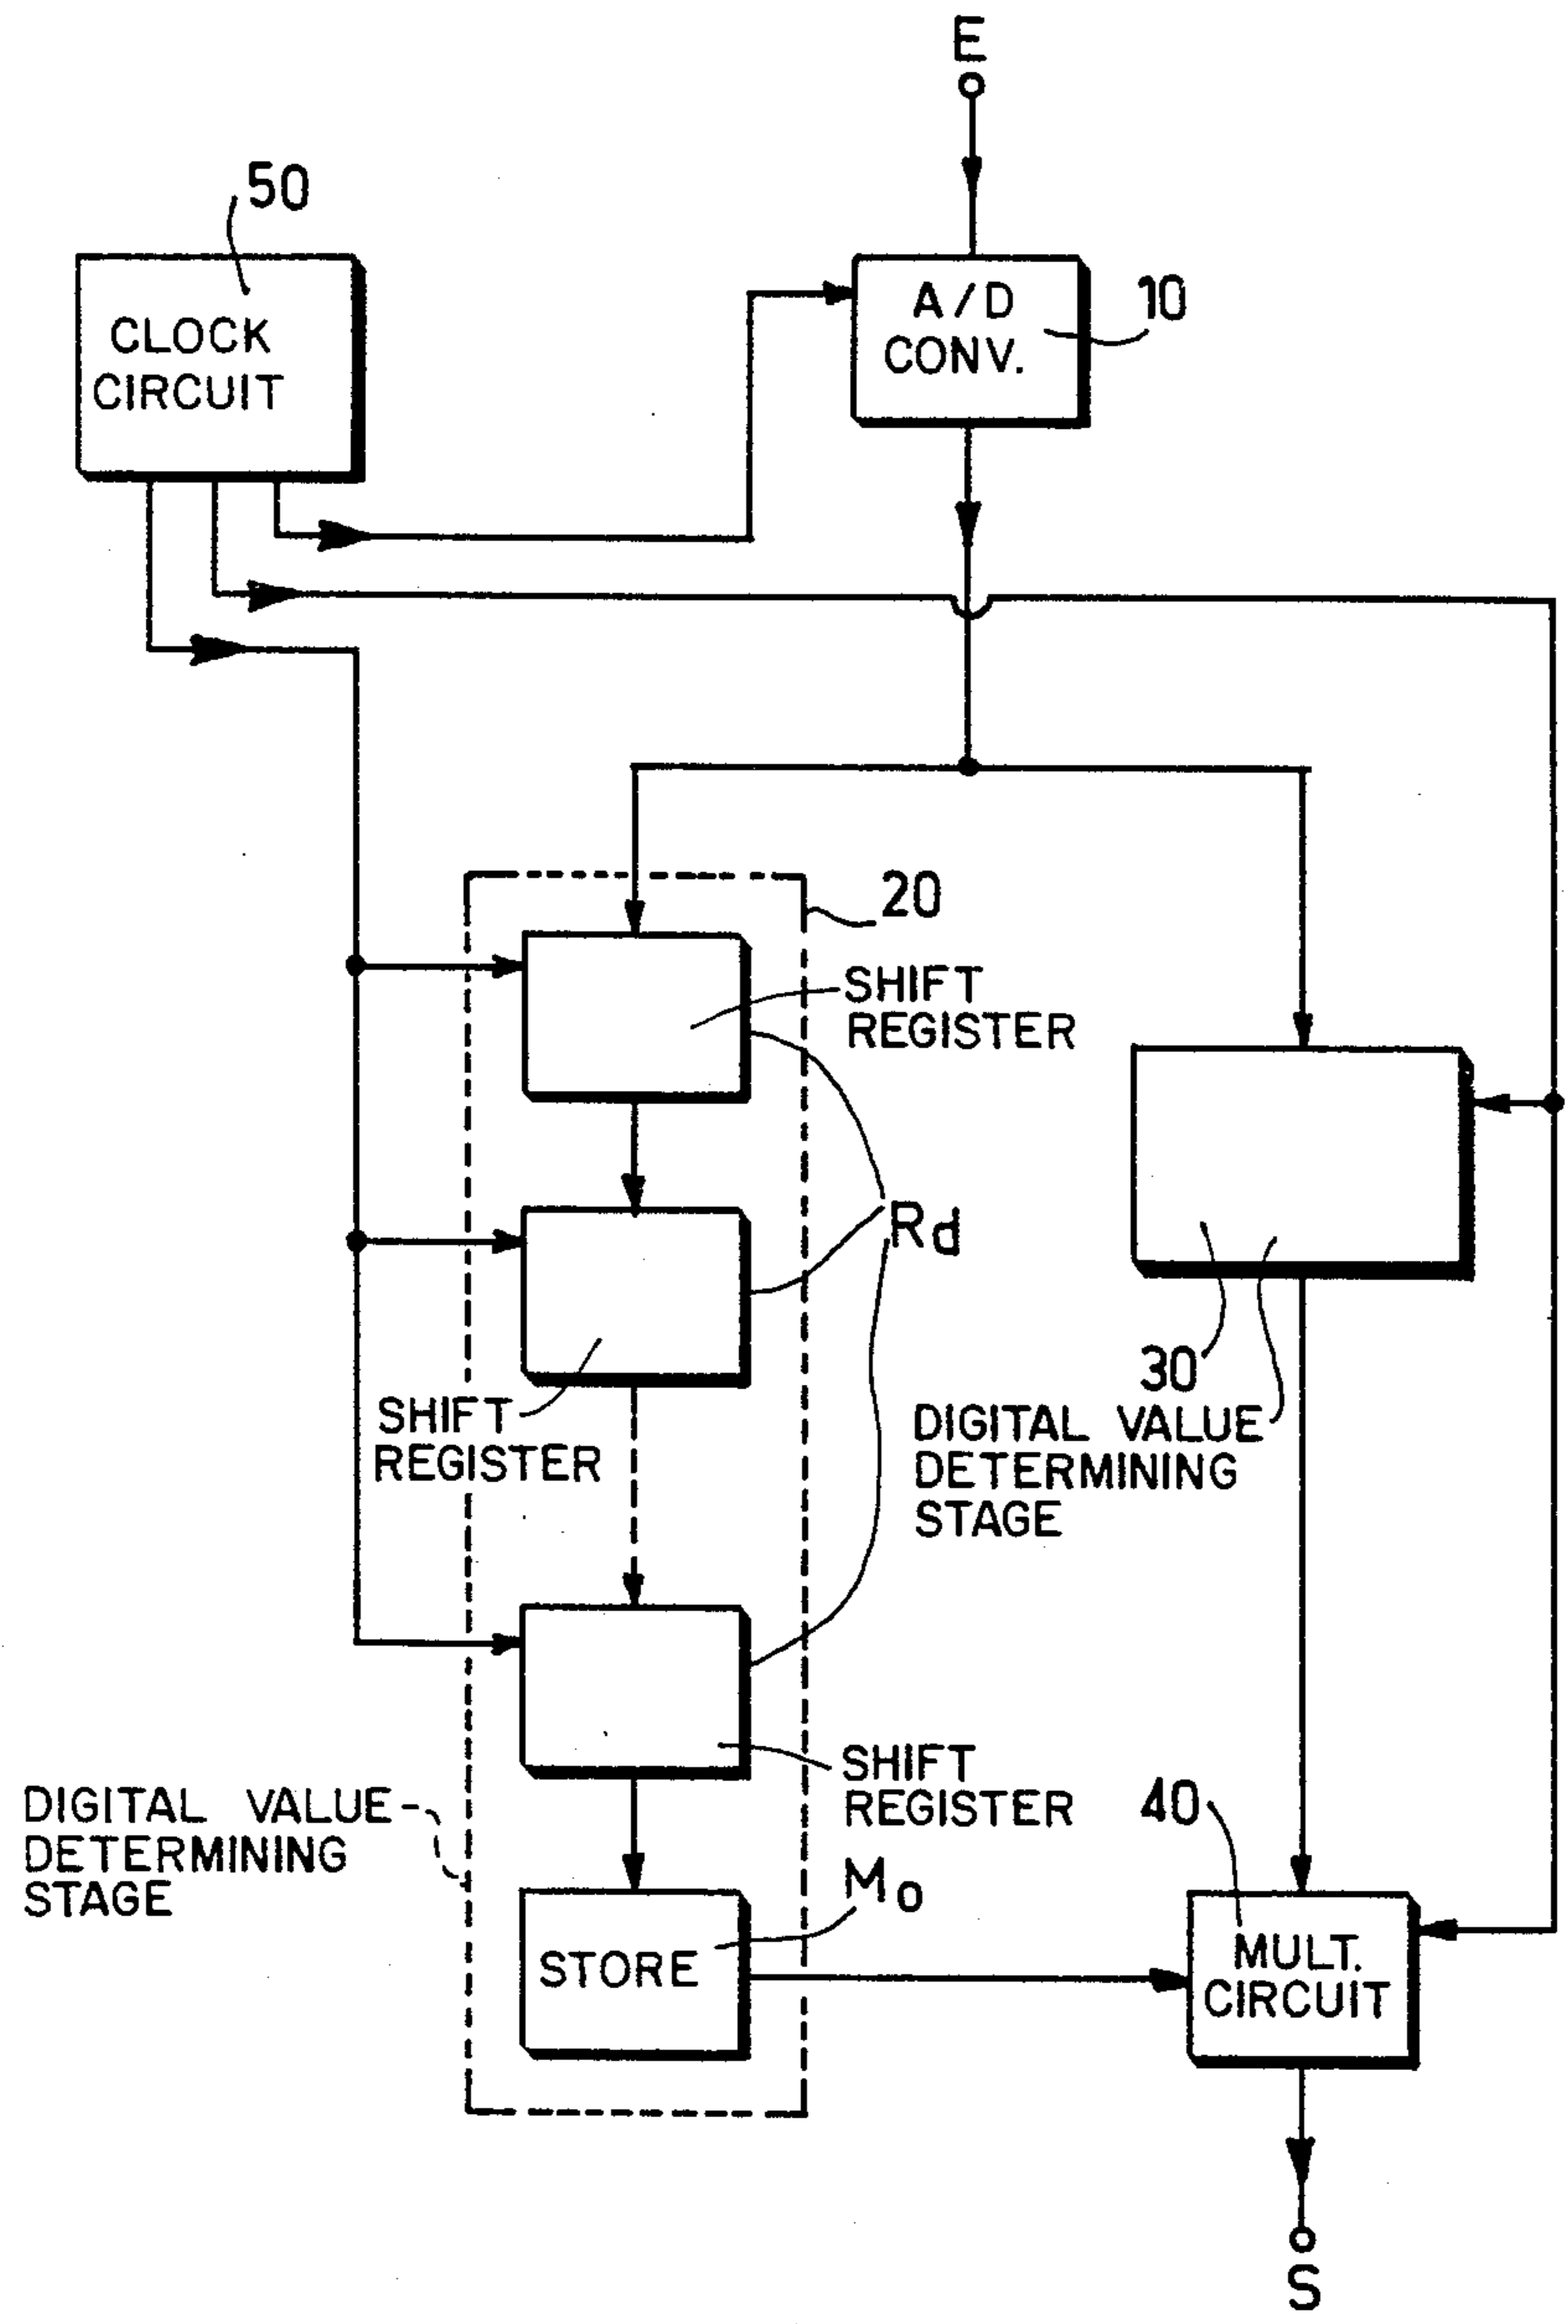 E
50
CLOCK
CIRCUIT
A/D
CONV.
10
20
SHIFT
REGISTER
Rd
SHIFT
REGISTER
30
DIGITAL VALUE
DETERMINING
STAGE
SHIFT
REGISTER
DIGITAL VALUE
DETERMINING
STAGE
Mo
STORE
40
MULT.
CIRCUIT
S